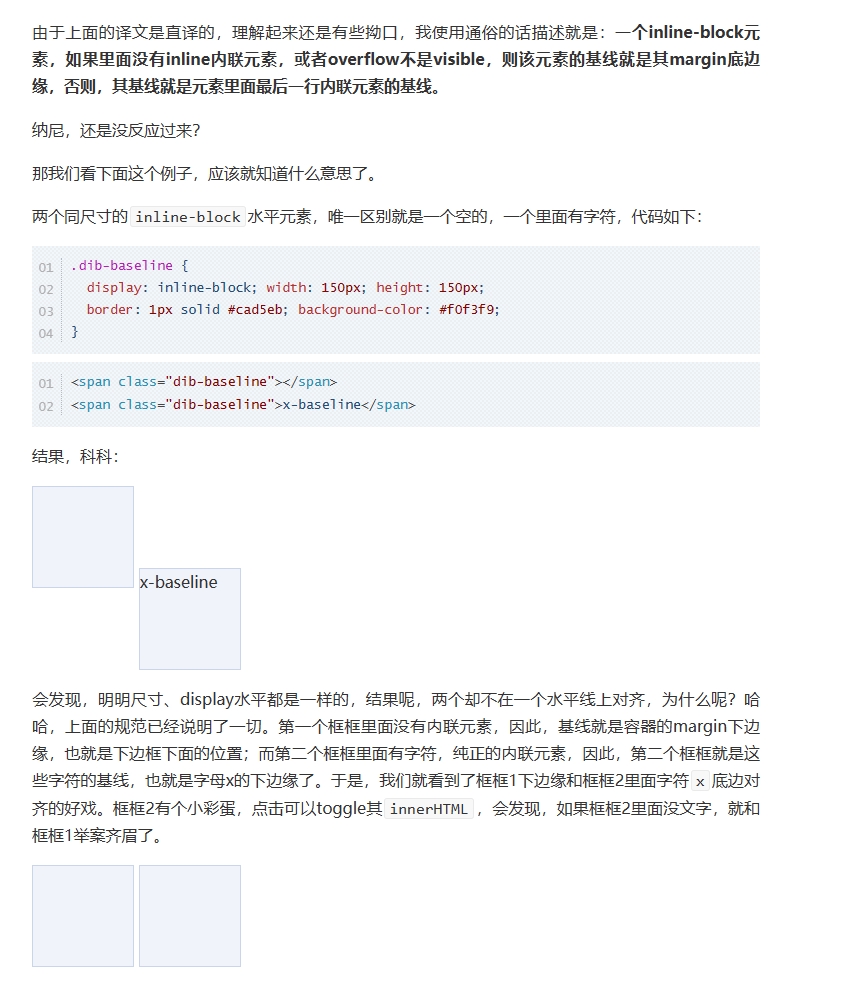 由于上面的译文是直译的，理解起来还是有些拗口，我使用通俗的话描述就是：一个inline-block元
素，如果里面没有inline内联元素，或者overflow不是visible，则该元素的基线就是其margin底边
缘，否则，其基线就是元素里面最后一行内联元素的基线。
纳尼，还是没反应过来？
那我们看下面这个例子，应该就知道什么意思了。
两个同尺寸的 inline-block 水平元素，唯一区别就是一个空的，一个里面有字符，代码如下：
01 .dib-baseline {
02   display: inline-block; width: 150px; height: 150px;
03   border: 1px solid #cad5eb; background-color: #f0f3f9;
04 }
01 <span class="dib-baseline"></span>
02 <span class="dib-baseline">x-baseline</span>
结果，科科：
x-baseline
会发现，明明尺寸、display水平都是一样的，结果呢，两个却不在一个水平线上对齐，为什么呢？哈
哈，上面的规范已经说明了一切。第一个框框里面没有内联元素，因此，基线就是容器的margin下边
缘，也就是下边框下面的位置；而第二个框框里面有字符，纯正的内联元素，因此，第二个框框就是这
些字符的基线，也就是字母x的下边缘了。于是，我们就看到了框框1下边缘和框框2里面字符 x 底边对
齐的好戏。框框2有个小彩蛋，点击可以toggle其 innerHTML ，会发现，如果框框2里面没文字，就和
框框1举案齐眉了。